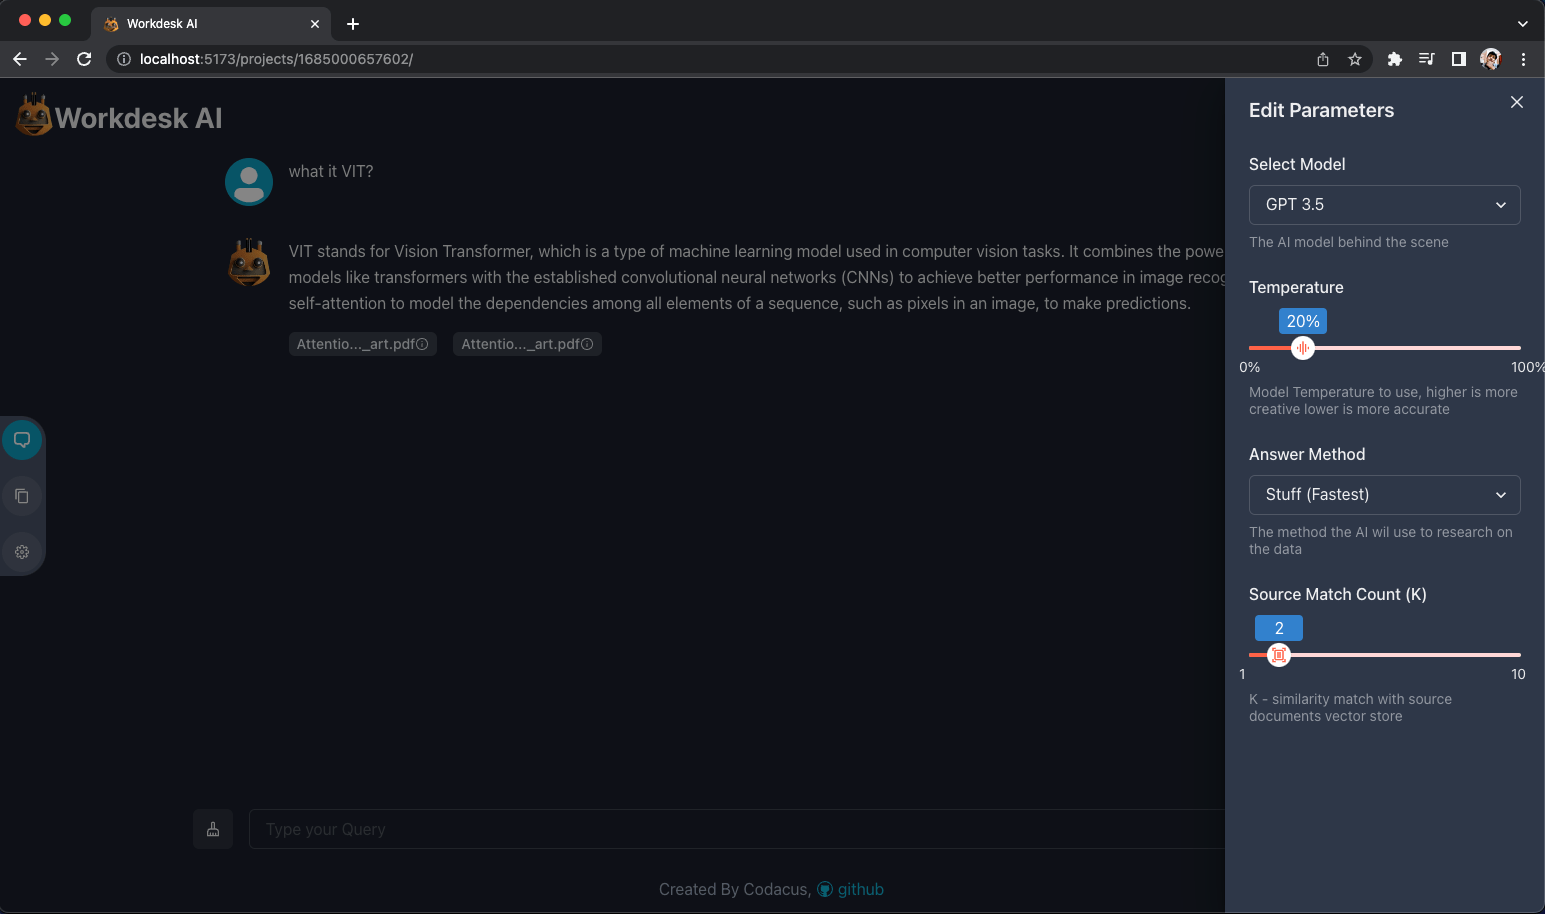 Workdesk AI
localhost:5173/projects/1685000657602/
Workdesk AI
what it VIT?
VIT stands for Vision Transformer, which is a type of machine learning model used in computer vision tasks. It combines the powe
models like transformers with the established convolutional neural networks (CNNs) to achieve better performance in image recog
self-attention to model the dependencies among all elements of a sequence, such as pixels in an image, to make predictions.
Attentio..._art.pdf Attentio..._art.pdf
Type your Query
Created By Codacus, github
Edit Parameters
Select Model
GPT 3.5
The AI model behind the scene
Temperature
20%
0% 100%
Model Temperature to use, higher is more
creative lower is more accurate
Answer Method
Stuff (Fastest)
The method the AI wil use to research on
the data
Source Match Count (K)
2
1 10
K - similarity match with source
documents vector store